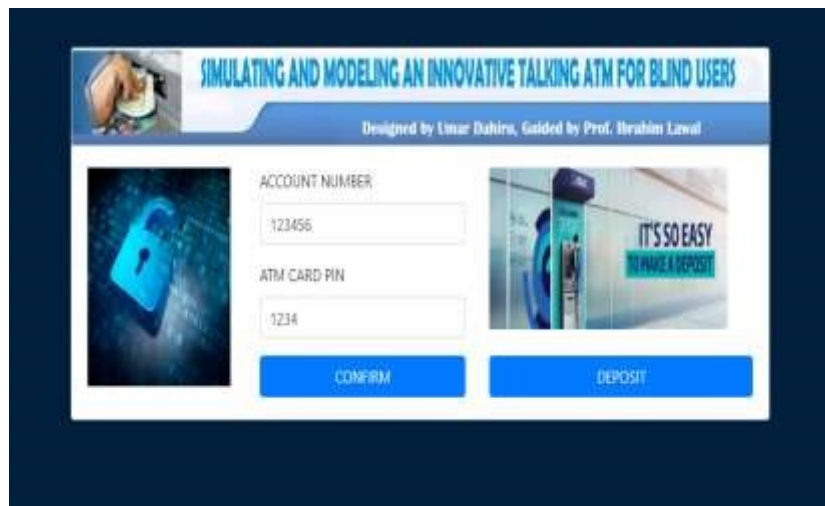 SIMULATING AND MODELING AN INNOVATIVE TALKING ATM FOR BLIND USERS
Designed by Umar Dahiru, Guided by Prof. Ibrahim Lawal
ACCOUNT NUMBER
123456
ATM CARD PIN
1234
CONFIRM
IT'S SO EASY
TO MAKE A DEPOSIT
DEPOSIT